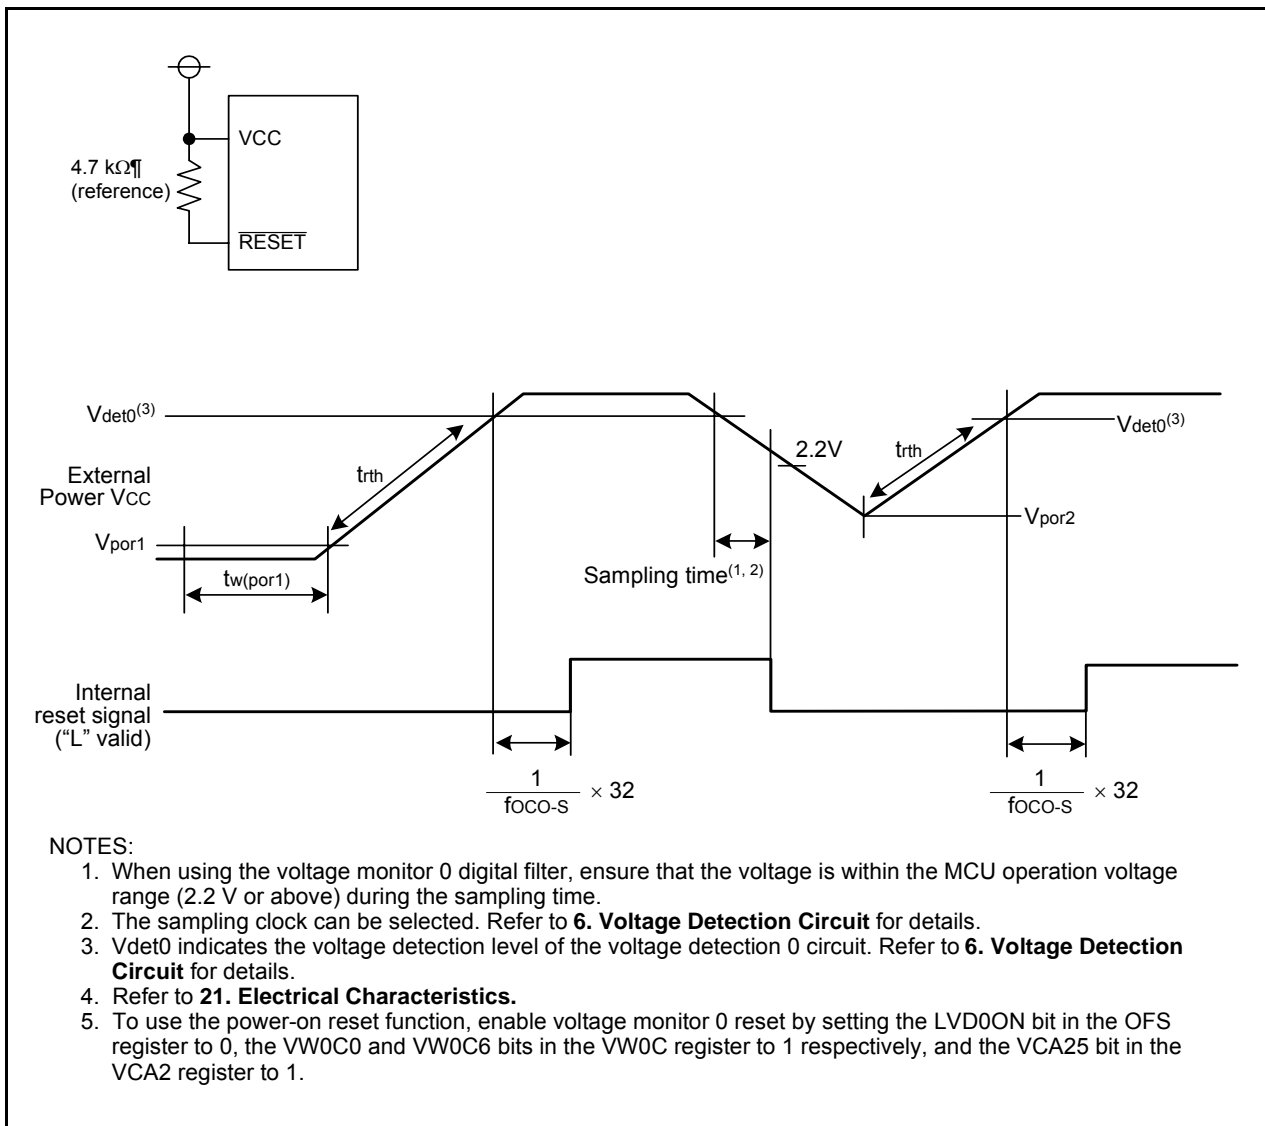 VCC
4.7 kΩ¶
(reference)
RESET
Vdet0(3)
2.2V
Vdet0(3)
trth
trth
External
Power VCC
Vpor1
Vpor2
tw(por1)
Sampling time(1, 2)
Internal
reset signal
(“L” valid)
1
fOCO-S
× 32
1
fOCO-S
× 32
NOTES:
1. When using the voltage monitor 0 digital filter, ensure that the voltage is within the MCU operation voltage
range (2.2 V or above) during the sampling time.
2. The sampling clock can be selected. Refer to 6. Voltage Detection Circuit for details.
3. Vdet0 indicates the voltage detection level of the voltage detection 0 circuit. Refer to 6. Voltage Detection
Circuit for details.
4. Refer to 21. Electrical Characteristics.
5. To use the power-on reset function, enable voltage monitor 0 reset by setting the LVD0ON bit in the OFS
register to 0, the VW0C0 and VW0C6 bits in the VW0C register to 1 respectively, and the VCA25 bit in the
VCA2 register to 1.